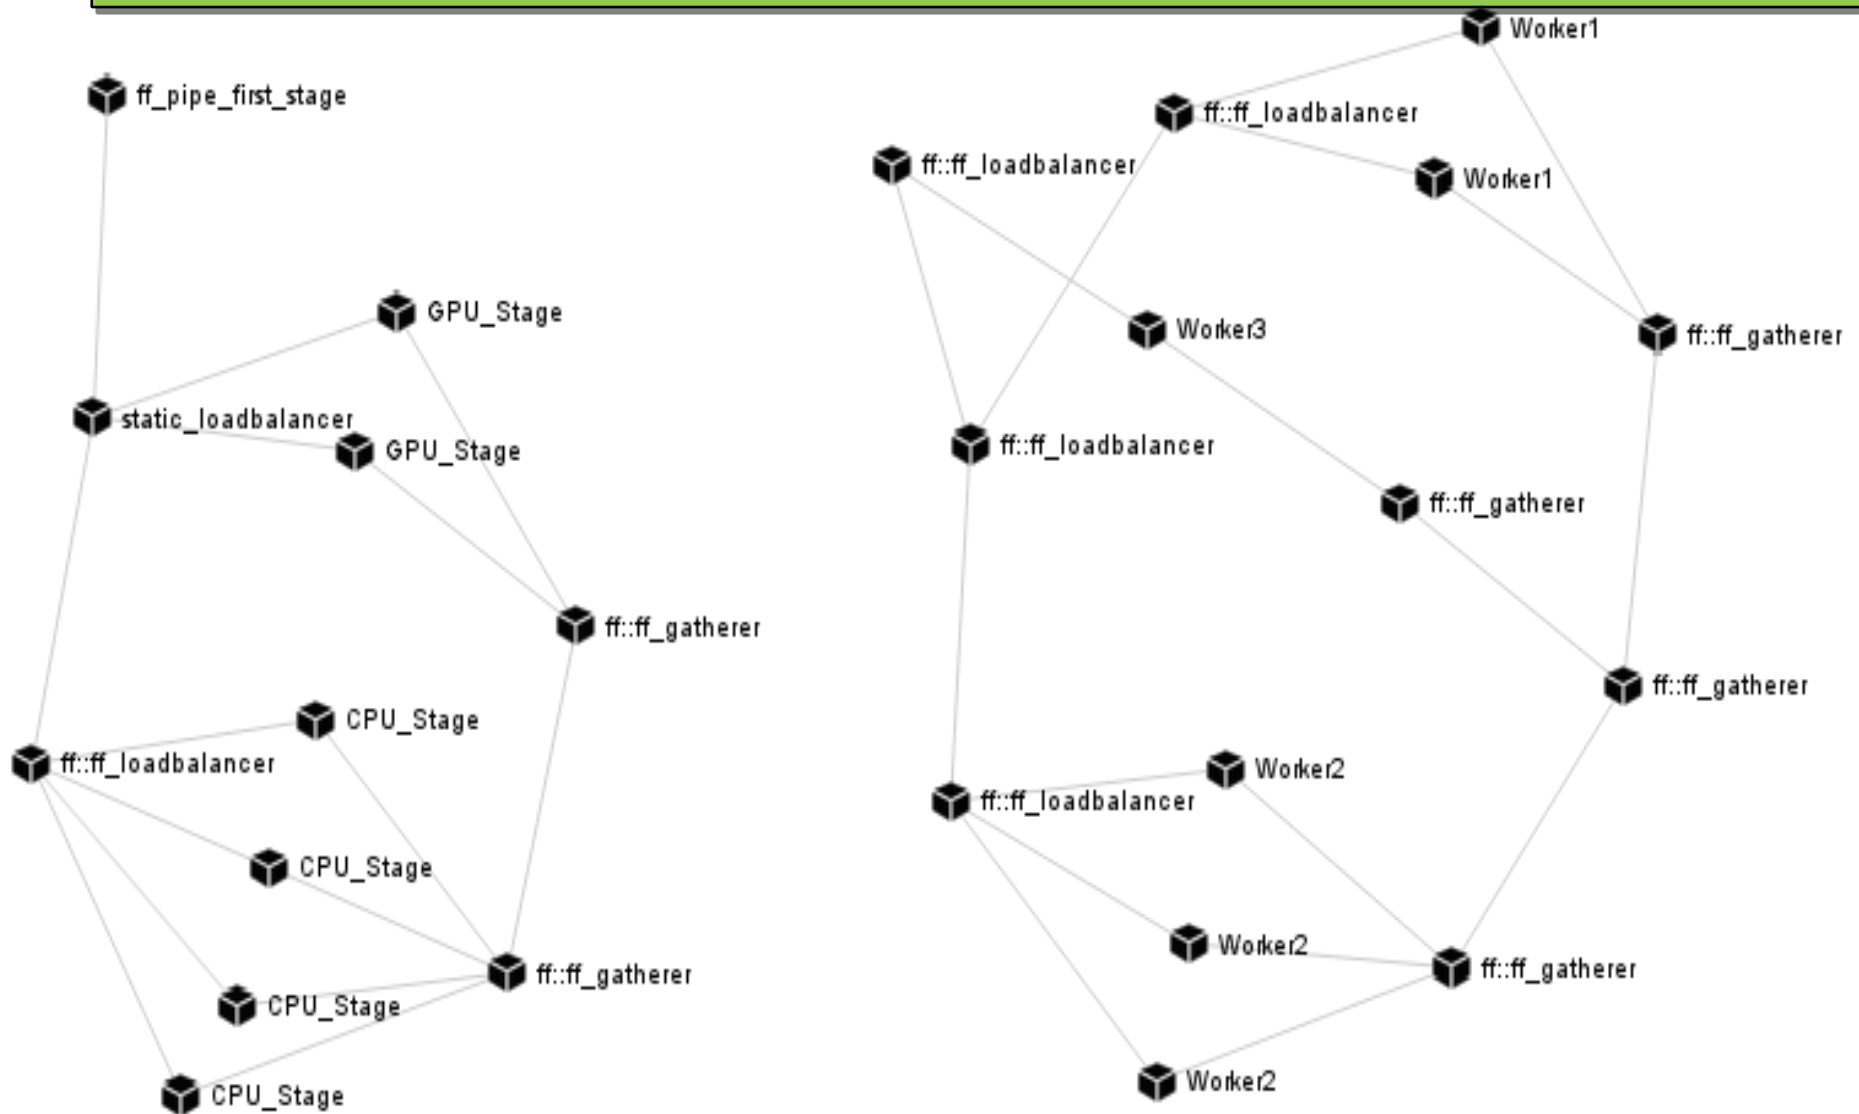 ff_pipe_first_stage
GPU_Stage
static_loadbalancer
GPU_Stage
ff::ff_gatherer
CPU_Stage
ff::ff_loadbalancer
CPU_Stage
ff::ff_gatherer
CPU_Stage
CPU_Stage
Worker1
ff::ff_loadbalancer
ff::ff_loadbalancer
Worker1
Worker3
ff::ff_gatherer
ff::ff_loadbalancer
ff::ff_gatherer
ff::ff_gatherer
Worker2
ff::ff_loadbalancer
Worker2
ff::ff_gatherer
Worker2